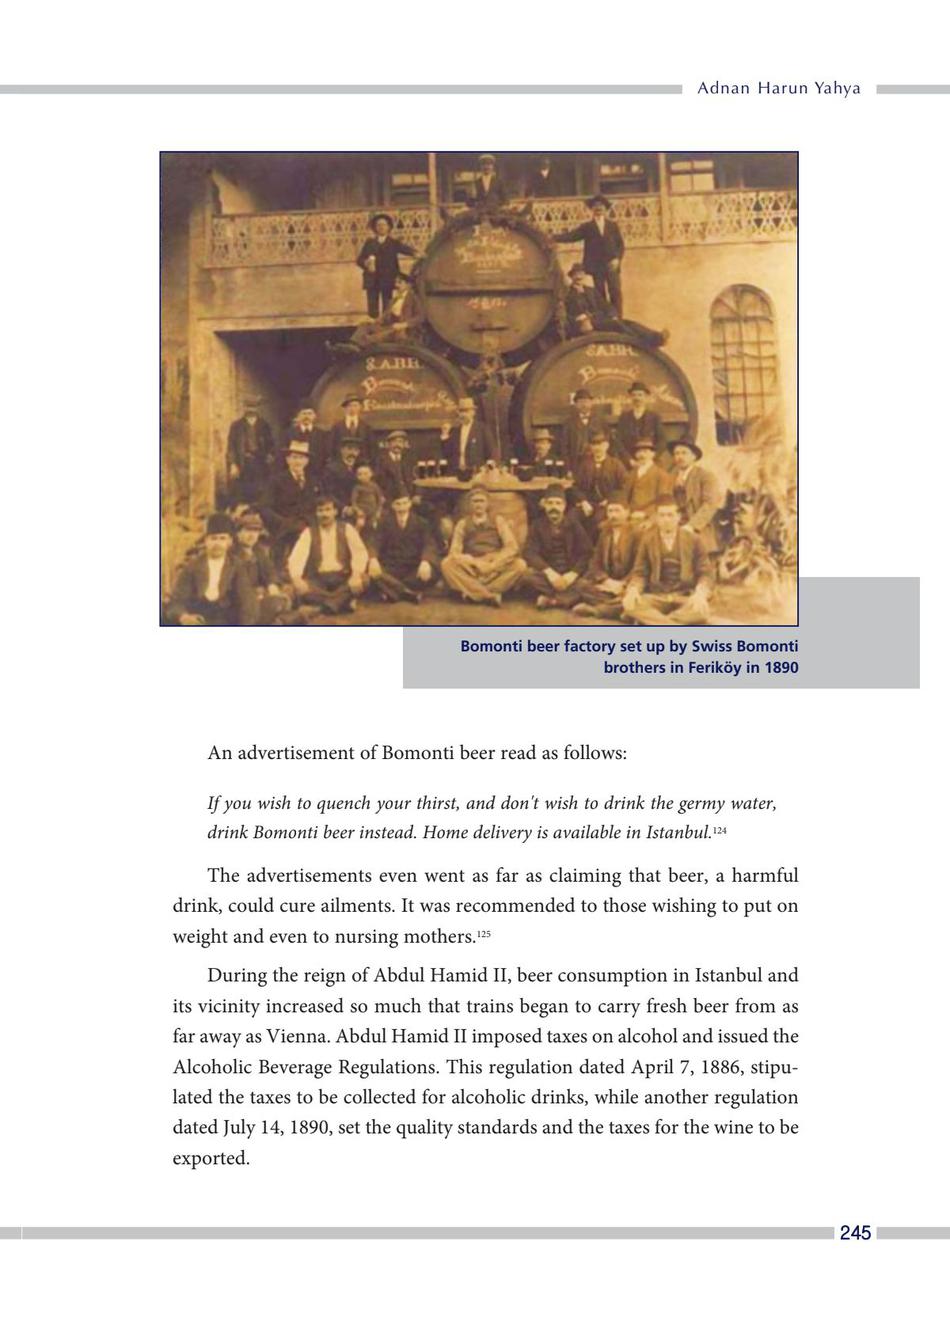 Adnan Harun Yahya
S.A.B.H.
Bomonti
S.A.B.H.
Bomonti
Bomonti beer factory set up by Swiss Bomonti
brothers in Feriköy in 1890
An advertisement of Bomonti beer read as follows:
If you wish to quench your thirst, and don't wish to drink the germy water,
drink Bomonti beer instead. Home delivery is available in Istanbul.124
The advertisements even went as far as claiming that beer, a harmful
drink, could cure ailments. It was recommended to those wishing to put on
weight and even to nursing mothers.125
During the reign of Abdul Hamid II, beer consumption in Istanbul and
its vicinity increased so much that trains began to carry fresh beer from as
far away as Vienna. Abdul Hamid II imposed taxes on alcohol and issued the
Alcoholic Beverage Regulations. This regulation dated April 7, 1886, stipu-
lated the taxes to be collected for alcoholic drinks, while another regulation
dated July 14, 1890, set the quality standards and the taxes for the wine to be
exported.
245